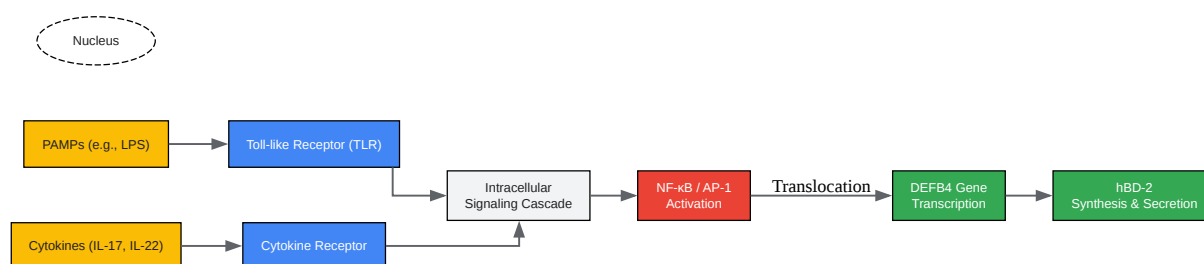 Nucleus
PAMPs (e.g., LPS)
Toll-like Receptor (TLR)
Intracellular
Signaling Cascade
NF-κB / AP-1
Activation
Translocation
DEFB4 Gene
Transcription
hBD-2
Synthesis & Secretion
Cytokines (IL-17, IL-22)
Cytokine Receptor